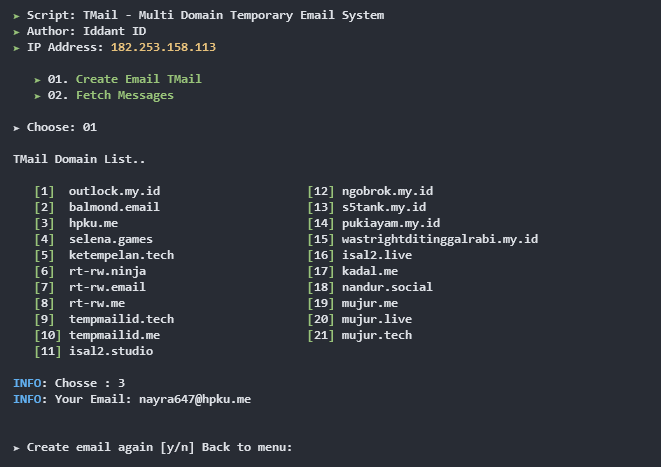 ▸ Script: TMail - Multi Domain Temporary Email System
▸ Author: Iddant ID
▸ IP Address: 182.253.158.113
▸ 01. Create Email TMail
▸ 02. Fetch Messages
▸ Choose: 01
TMail Domain List..
[1] outlock.my.id [12] ngobrok.my.id
[2] balmond.email [13] s5tank.my.id
[3] hpku.me [14] pukiayam.my.id
[4] selena.games [15] wastrightditinggalrabi.my.id
[5] ketempelan.tech [16] isal2.live
[6] rt-rw.ninja [17] kadal.me
[7] rt-rw.email [18] nandur.social
[8] rt-rw.me [19] mujur.me
[9] tempmailid.tech [20] mujur.live
[10] tempmailid.me [21] mujur.tech
[11] isal2.studio
INFO: Chosse : 3
INFO: Your Email: nayra647@hpku.me
▸ Create email again [y/n] Back to menu: